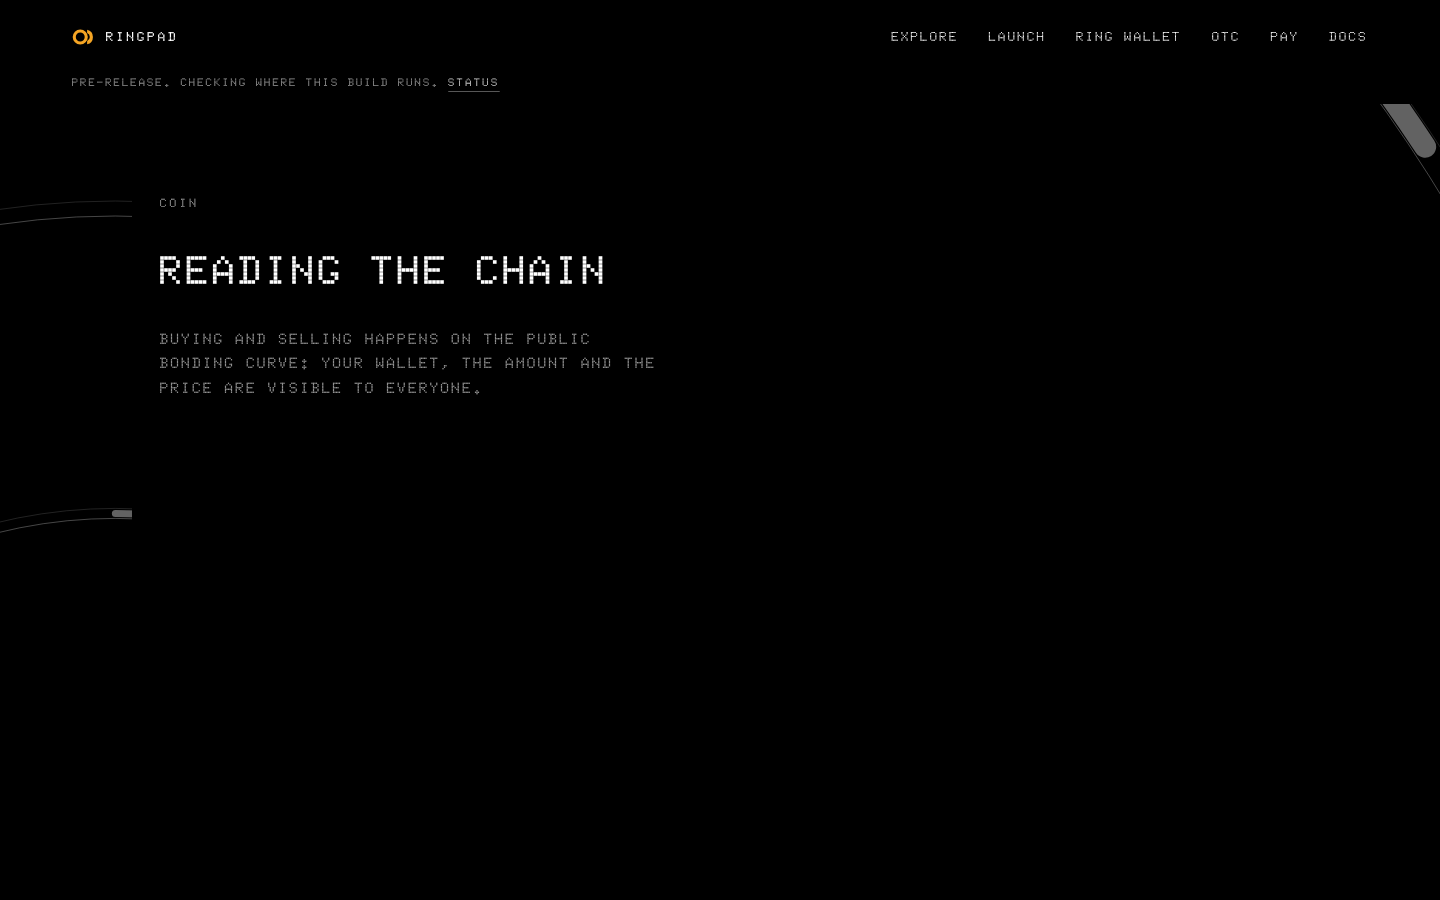 RINGPAD
EXPLORE LAUNCH RING WALLET OTC PAY DOCS
PRE-RELEASE. CHECKING WHERE THIS BUILD RUNS. STATUS
COIN
READING THE CHAIN
BUYING AND SELLING HAPPENS ON THE PUBLIC
BONDING CURVE: YOUR WALLET, THE AMOUNT AND THE
PRICE ARE VISIBLE TO EVERYONE.